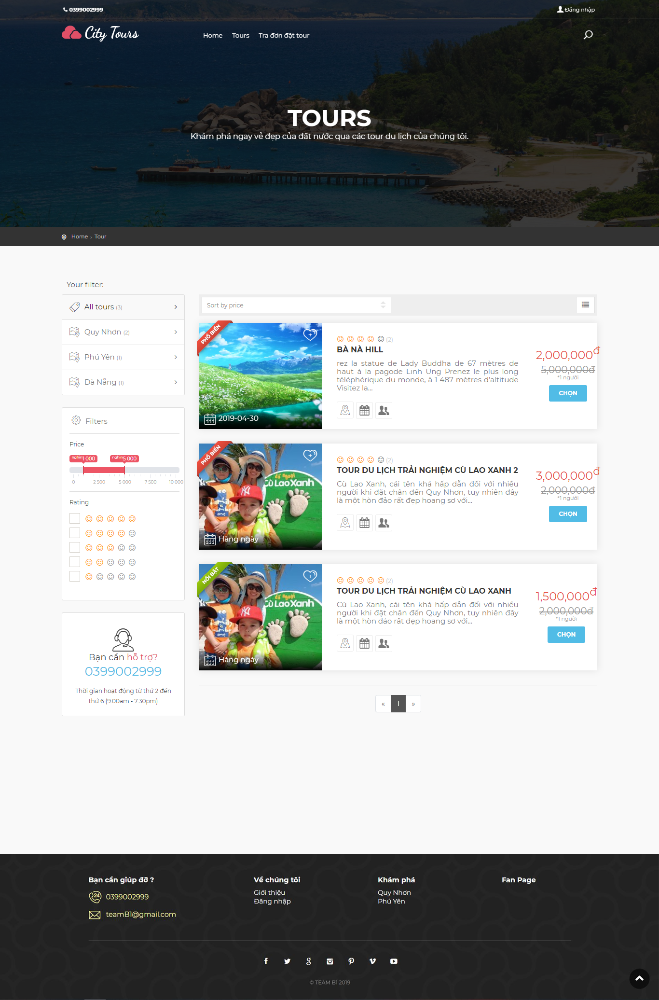 0399002999
Đăng nhập
City Tours
Home
Tours
Tra đơn đặt tour
TOURS
Khám phá ngay vẻ đẹp của đất nước qua các tour du lịch của chúng tôi.
Home › Tour
Your filter:
All tours (3)
Quy Nhơn (2)
Phú Yên (1)
Đà Nẵng (1)
Filters
Price
nghìn 1 000
nghìn 5 000
0
2 500
5 000
7 500
10 000
Rating
Bạn cần hỗ trợ?
0399002999
Thời gian hoạt động từ thứ 2 đến
thứ 6 (9.00am - 7.30pm)
Sort by price
PHỔ BIẾN
2019-04-30
(2)
BÀ NÀ HILL
rez la statue de Lady Buddha de 67 mètres de
haut à la pagode Linh Ung Prenez le plus long
téléphérique du monde, à 1 487 mètres d'altitude
Visitez la...
2,000,000đ
5,000,000đ
*1 người
CHỌN
PHỔ BIẾN
Cù Lao Xanh
Hàng ngày
(2)
TOUR DU LỊCH TRẢI NGHIỆM CÙ LAO XANH 2
Cù Lao Xanh, cái tên khá hấp dẫn đối với nhiều
người khi đặt chân đến Quy Nhơn, tuy nhiên đây
là một hòn đảo rất đẹp hoang sơ với...
3,000,000đ
2,000,000đ
*1 người
CHỌN
NỔI BẬT
dã ngoại
Cù Lao Xanh
Hàng ngày
(2)
TOUR DU LỊCH TRẢI NGHIỆM CÙ LAO XANH
Cù Lao Xanh, cái tên khá hấp dẫn đối với nhiều
người khi đặt chân đến Quy Nhơn, tuy nhiên đây
là một hòn đảo rất đẹp hoang sơ với...
1,500,000đ
2,000,000đ
*1 người
CHỌN
« 1 »
Bạn cần giúp đỡ ?
0399002999
teamB1@gmail.com
Về chúng tôi
Giới thiệu
Đăng nhập
Khám phá
Quy Nhơn
Phú Yên
Fan Page
© TEAM B1 2019